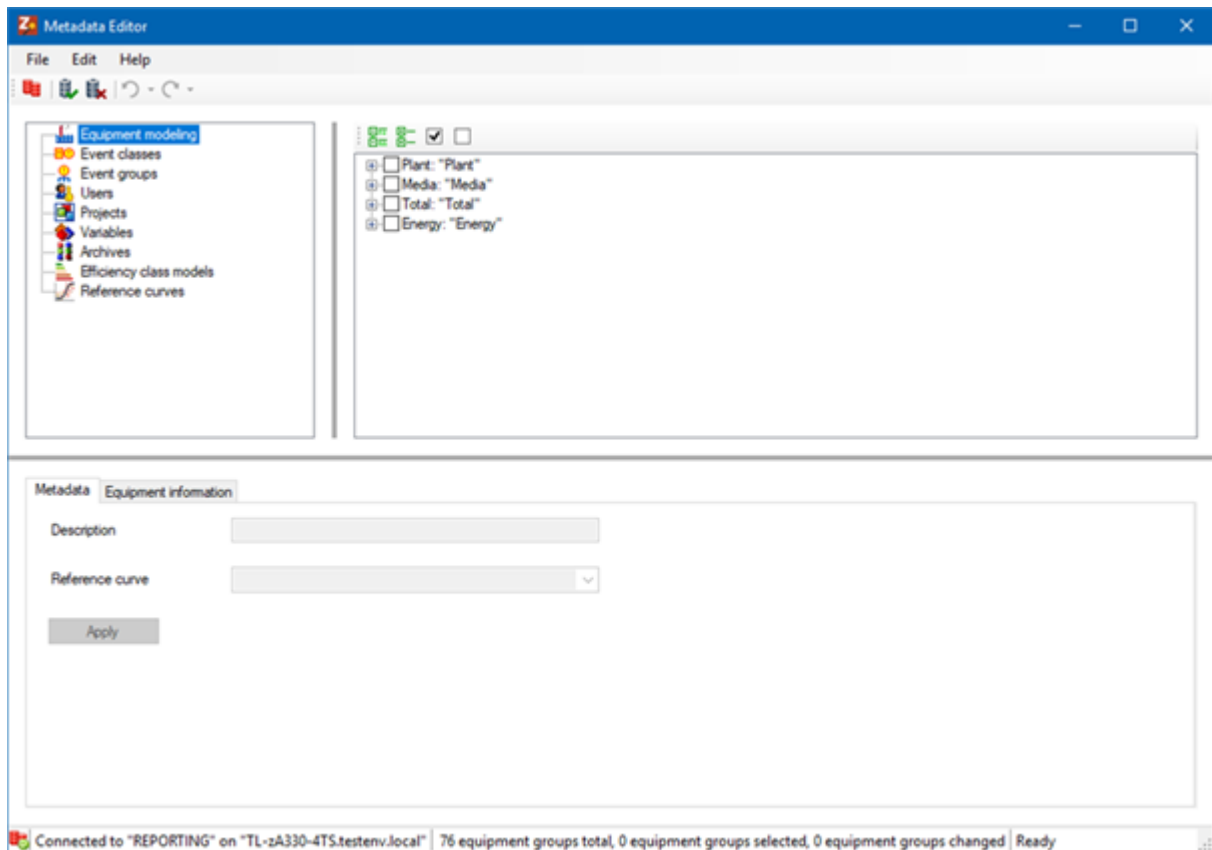 Metadata Editor
File Edit Help
Equipment modeling
Event classes
Event groups
Users
Projects
Variables
Archives
Efficiency class models
Reference curves
Plant: "Plant"
Media: "Media"
Total: "Total"
Energy: "Energy"
Metadata Equipment information
Description
Reference curve
Apply
Connected to "REPORTING" on "TL-zA330-4TS.testenv.local" 76 equipment groups total, 0 equipment groups selected, 0 equipment groups changed Ready